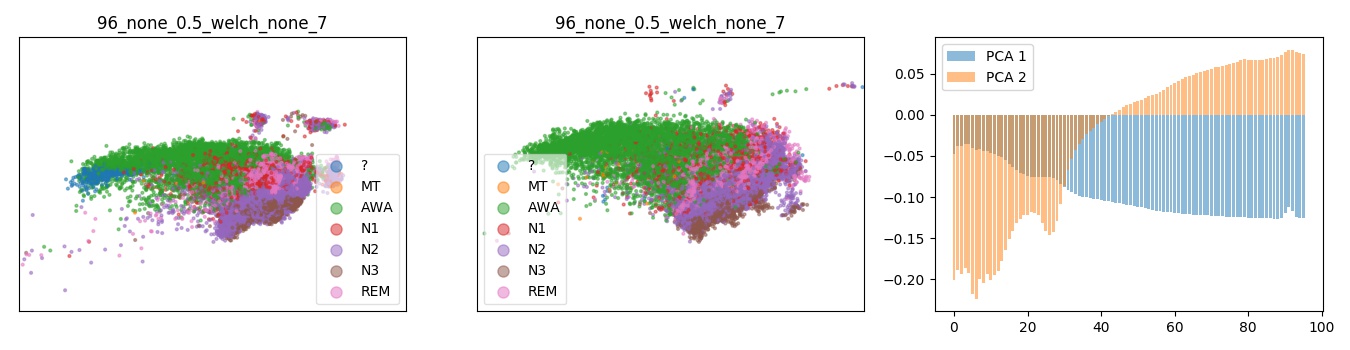 96_none_0.5_welch_none_7
?
MT
AWA
N1
N2
N3
REM
96_none_0.5_welch_none_7
?
MT
AWA
N1
N2
N3
REM
PCA 1
PCA 2
0.05
0.00
−0.05
−0.10
−0.15
−0.20
0 20 40 60 80 100